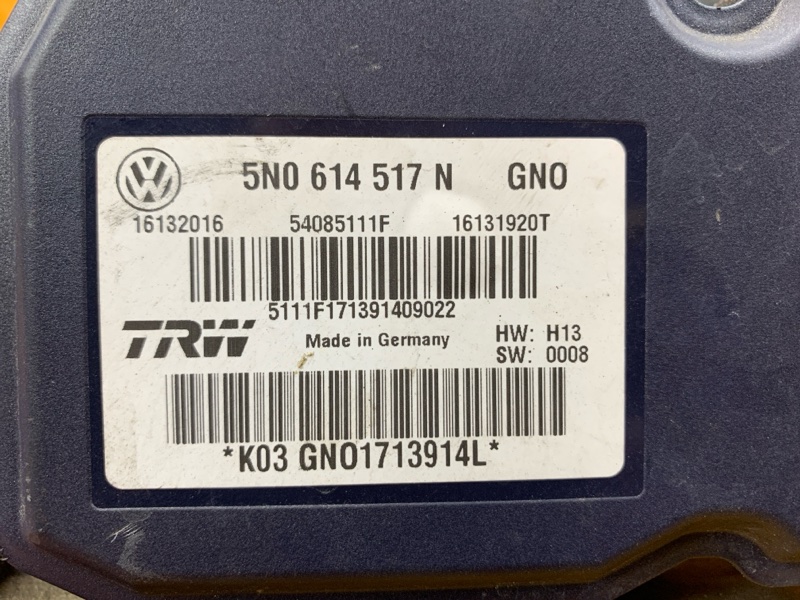 5N0 614 517 N GNO
16132016 54085111F 16131920T
5111F171391409022
TRW Made in Germany HW: H13
SW: 0008
*K03 GNO1713914L*